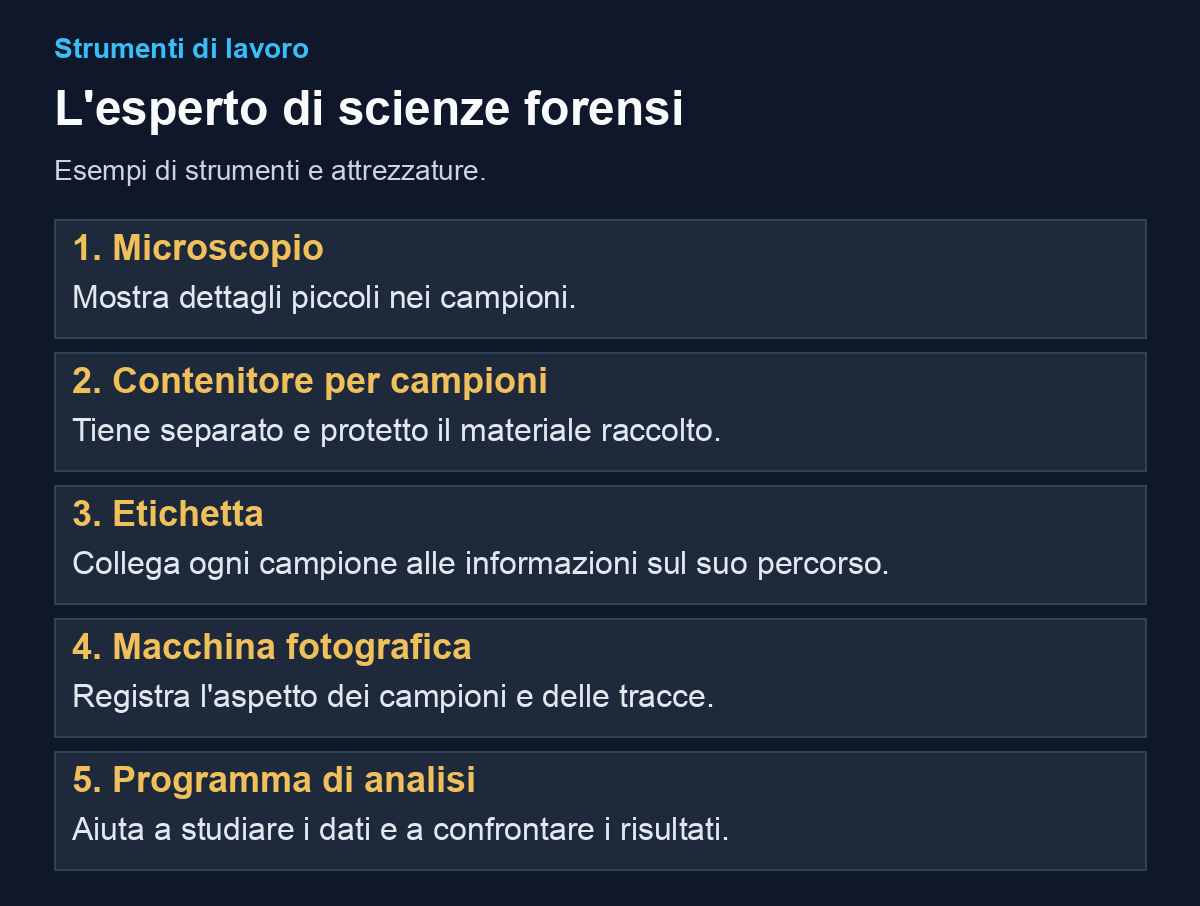 Strumenti di lavoro
L'esperto di scienze forensi
Esempi di strumenti e attrezzature.
1. Microscopio
Mostra dettagli piccoli nei campioni.
2. Contenitore per campioni
Tiene separato e protetto il materiale raccolto.
3. Etichetta
Collega ogni campione alle informazioni sul suo percorso.
4. Macchina fotografica
Registra l'aspetto dei campioni e delle tracce.
5. Programma di analisi
Aiuta a studiare i dati e a confrontare i risultati.